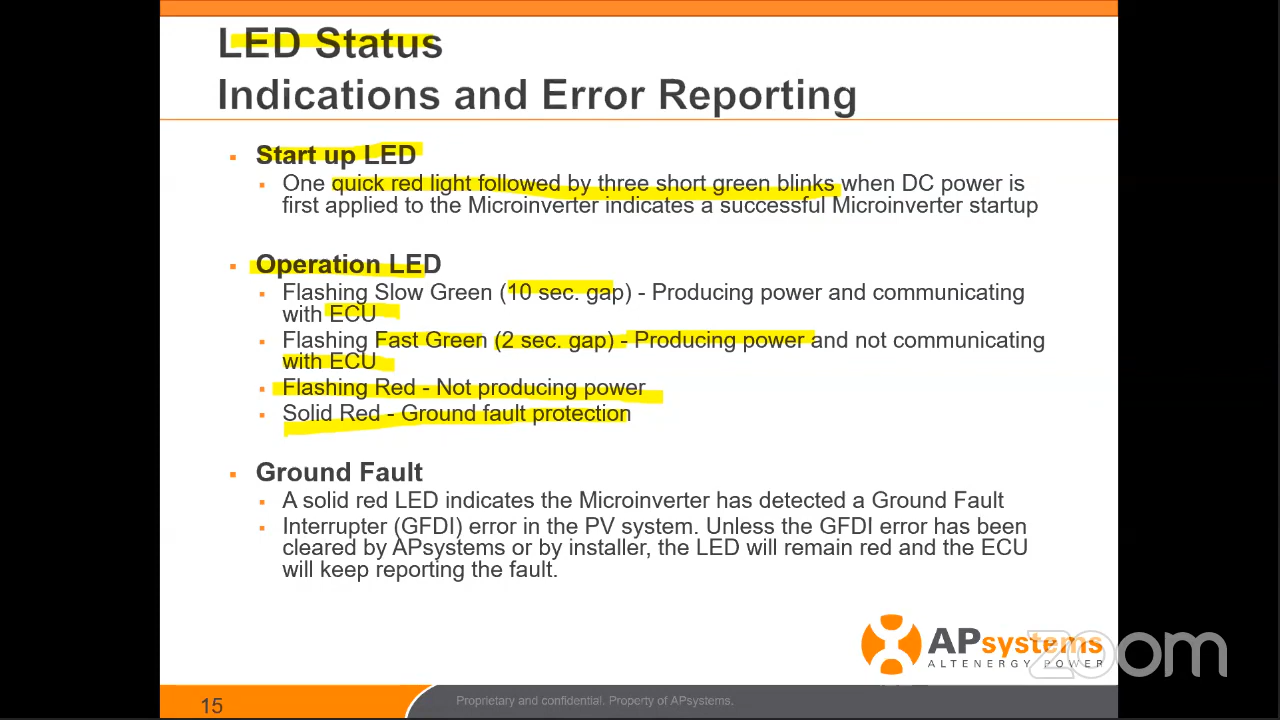 LED Status
Indications and Error Reporting
Start up LED
One quick red light followed by three short green blinks when DC power is
first applied to the Microinverter indicates a successful Microinverter startup
Operation LED
Flashing Slow Green (10 sec. gap) - Producing power and communicating
with ECU
Flashing Fast Green (2 sec. gap) - Producing power and not communicating
with ECU
Flashing Red - Not producing power
Solid Red - Ground fault protection
Ground Fault
A solid red LED indicates the Microinverter has detected a Ground Fault
Interrupter (GFDI) error in the PV system. Unless the GFDI error has been
cleared by APsystems or by installer, the LED will remain red and the ECU
will keep reporting the fault.
APsystems
ALTENERGY POWER
zoom
15
Proprietary and confidential. Property of APsystems.